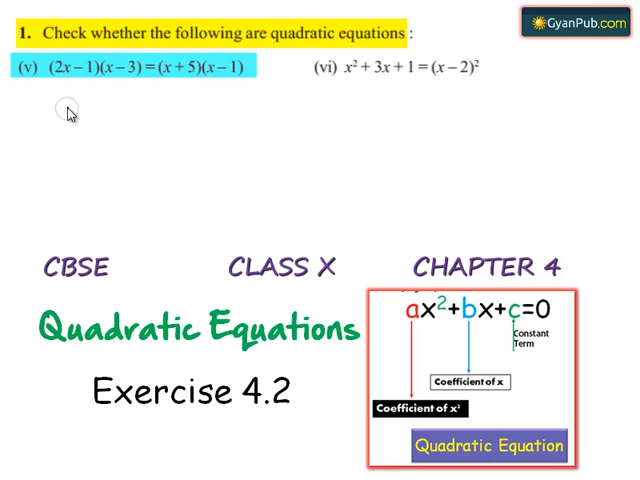 GyanPub.com
1. Check whether the following are quadratic equations :
(v) (2x – 1)(x – 3) = (x + 5)(x – 1) (vi) x² + 3x + 1 = (x – 2)²
CBSE CLASS X CHAPTER 4
Quadratic Equations
Exercise 4.2
ax²+bx+c=0
Constant
Term
Coefficient of x
Coefficient of x²
Quadratic Equation